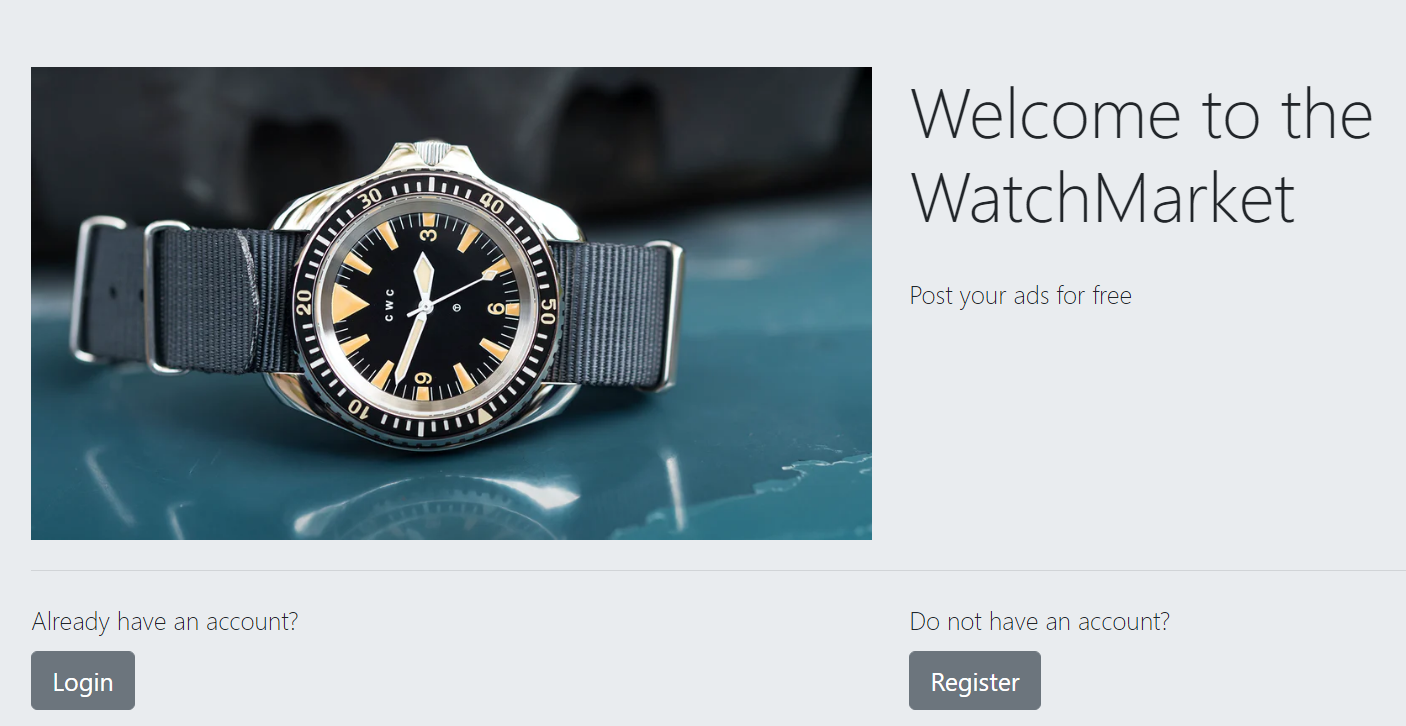 Welcome to the
WatchMarket
Post your ads for free
30
40
3
20
CWC
T
6
50
9
10
Already have an account?
Do not have an account?
Login
Register